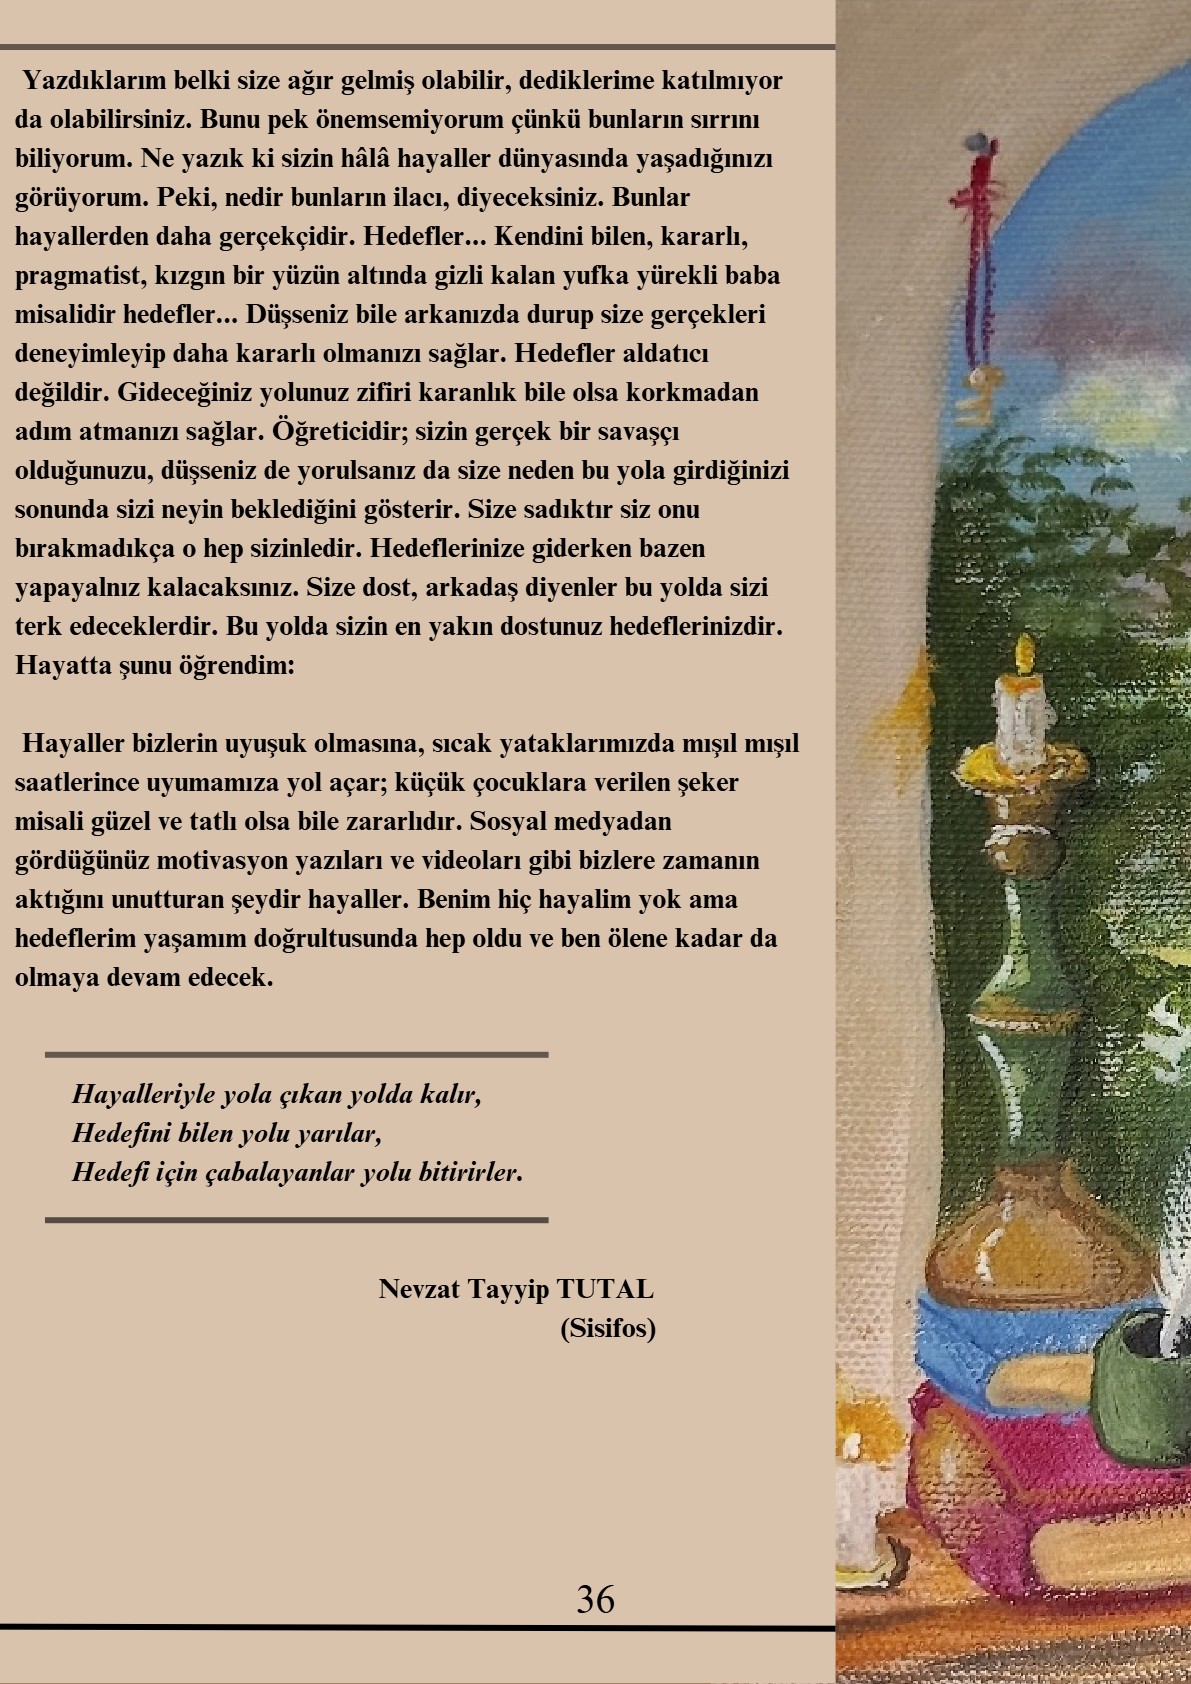 Yazdıklarım belki size ağır gelmiş olabilir, dediklerime katılmıyor
da olabilirsiniz. Bunu pek önemsemiyorum çünkü bunların sırrını
biliyorum. Ne yazık ki sizin hâlâ hayaller dünyasında yaşadığınızı
görüyorum. Peki, nedir bunların ilacı, diyeceksiniz. Bunlar
hayallerden daha gerçekçidir. Hedefler... Kendini bilen, kararlı,
pragmatist, kızgın bir yüzün altında gizli kalan yufka yürekli baba
misalidir hedefler... Düşseniz bile arkanızda durup size gerçekleri
deneyimleyip daha kararlı olmanızı sağlar. Hedefler aldatıcı
değildir. Gideceğiniz yolunuz zifiri karanlık bile olsa korkmadan
adım atmanızı sağlar. Öğreticidir; sizin gerçek bir savaşçı
olduğunuzu, düşseniz de yorulsanız da size neden bu yola girdiğinizi
sonunda sizi neyin beklediğini gösterir. Size sadıktır siz onu
bırakmadıkça o hep sizinledir. Hedeflerinize giderken bazen
yapayalnız kalacaksınız. Size dost, arkadaş diyenler bu yolda sizi
terk edeceklerdir. Bu yolda sizin en yakın dostunuz hedeflerinizdir.
Hayatta şunu öğrendim:
Hayaller bizlerin uyuşuk olmasına, sıcak yataklarımızda mışıl mışıl
saatlerince uyumamıza yol açar; küçük çocuklara verilen şeker
misali güzel ve tatlı olsa bile zararlıdır. Sosyal medyadan
gördüğünüz motivasyon yazıları ve videoları gibi bizlere zamanın
aktığını unutturan şeydir hayaller. Benim hiç hayalim yok ama
hedeflerim yaşamım doğrultusunda hep oldu ve ben ölene kadar da
olmaya devam edecek.
Hayalleriyle yola çıkan yolda kalır,
Hedefini bilen yolu yarılar,
Hedefi için çabalayanlar yolu bitirirler.
Nevzat Tayyip TUTAL
(Sisifos)
36